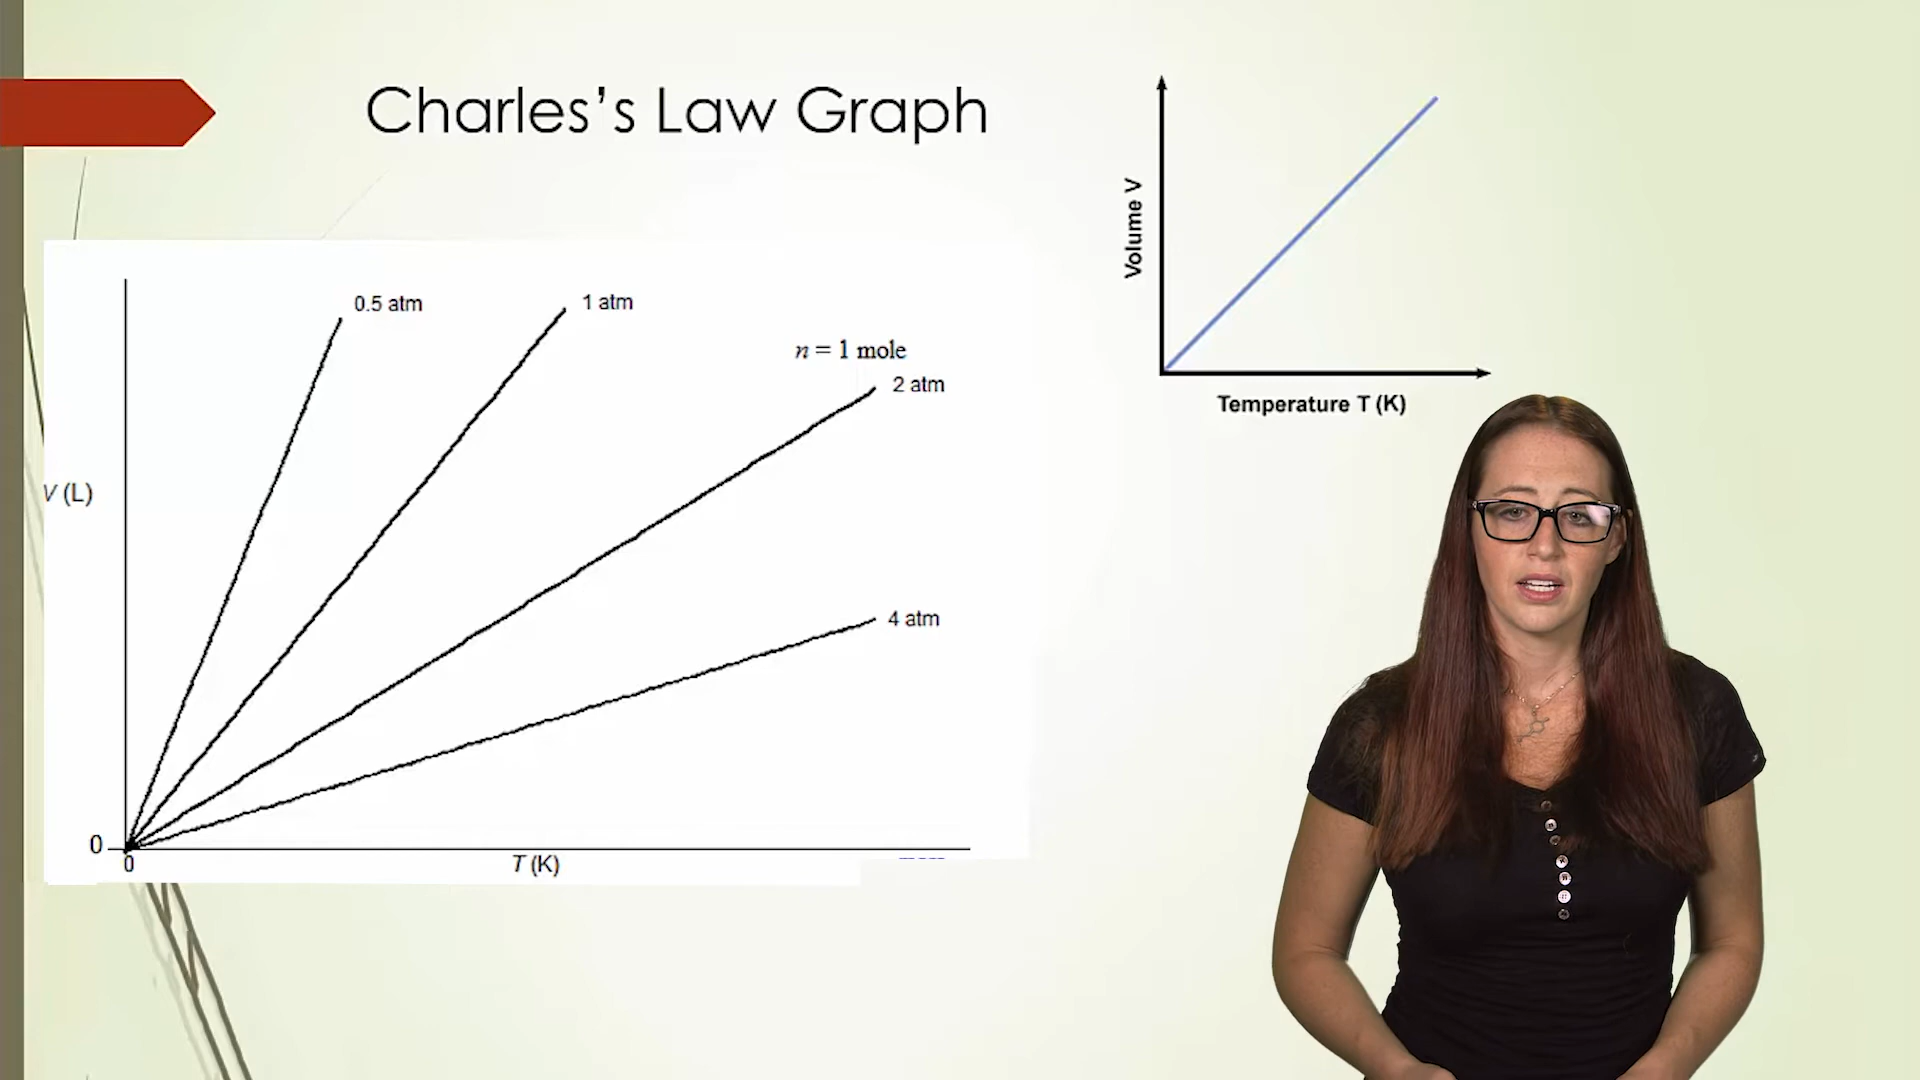 Charles’s Law Graph
Volume V
Temperature T (K)
0.5 atm
1 atm
n = 1 mole
2 atm
V (L)
4 atm
0
0
T (K)